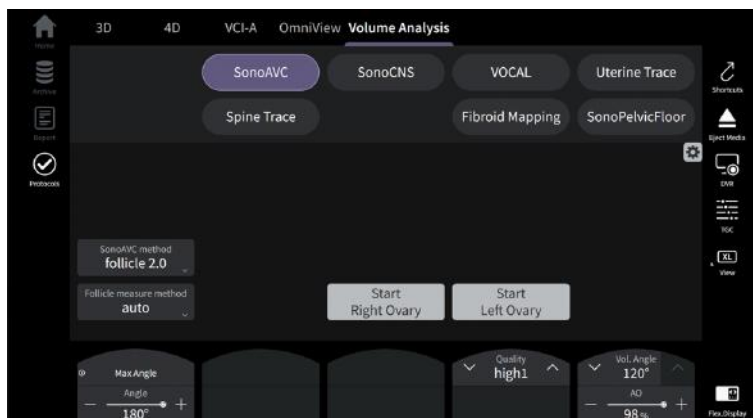 3D 4D VCI-A OmniView Volume Analysis
Home
Archive
Report
Protocols
SonoAVC SonoCNS VOCAL Uterine Trace
Spine Trace Fibroid Mapping SonoPelvicFloor
Shortcuts
Eject Media
DVR
TGC
XL
View
SonoAVC method
follicle 2.0
Follicle measure method
auto
Start
Right Ovary
Start
Left Ovary
Max Angle
Angle
180°
Quality
high1
Vol. Angle
120°
AO
98 %
Flex.Display